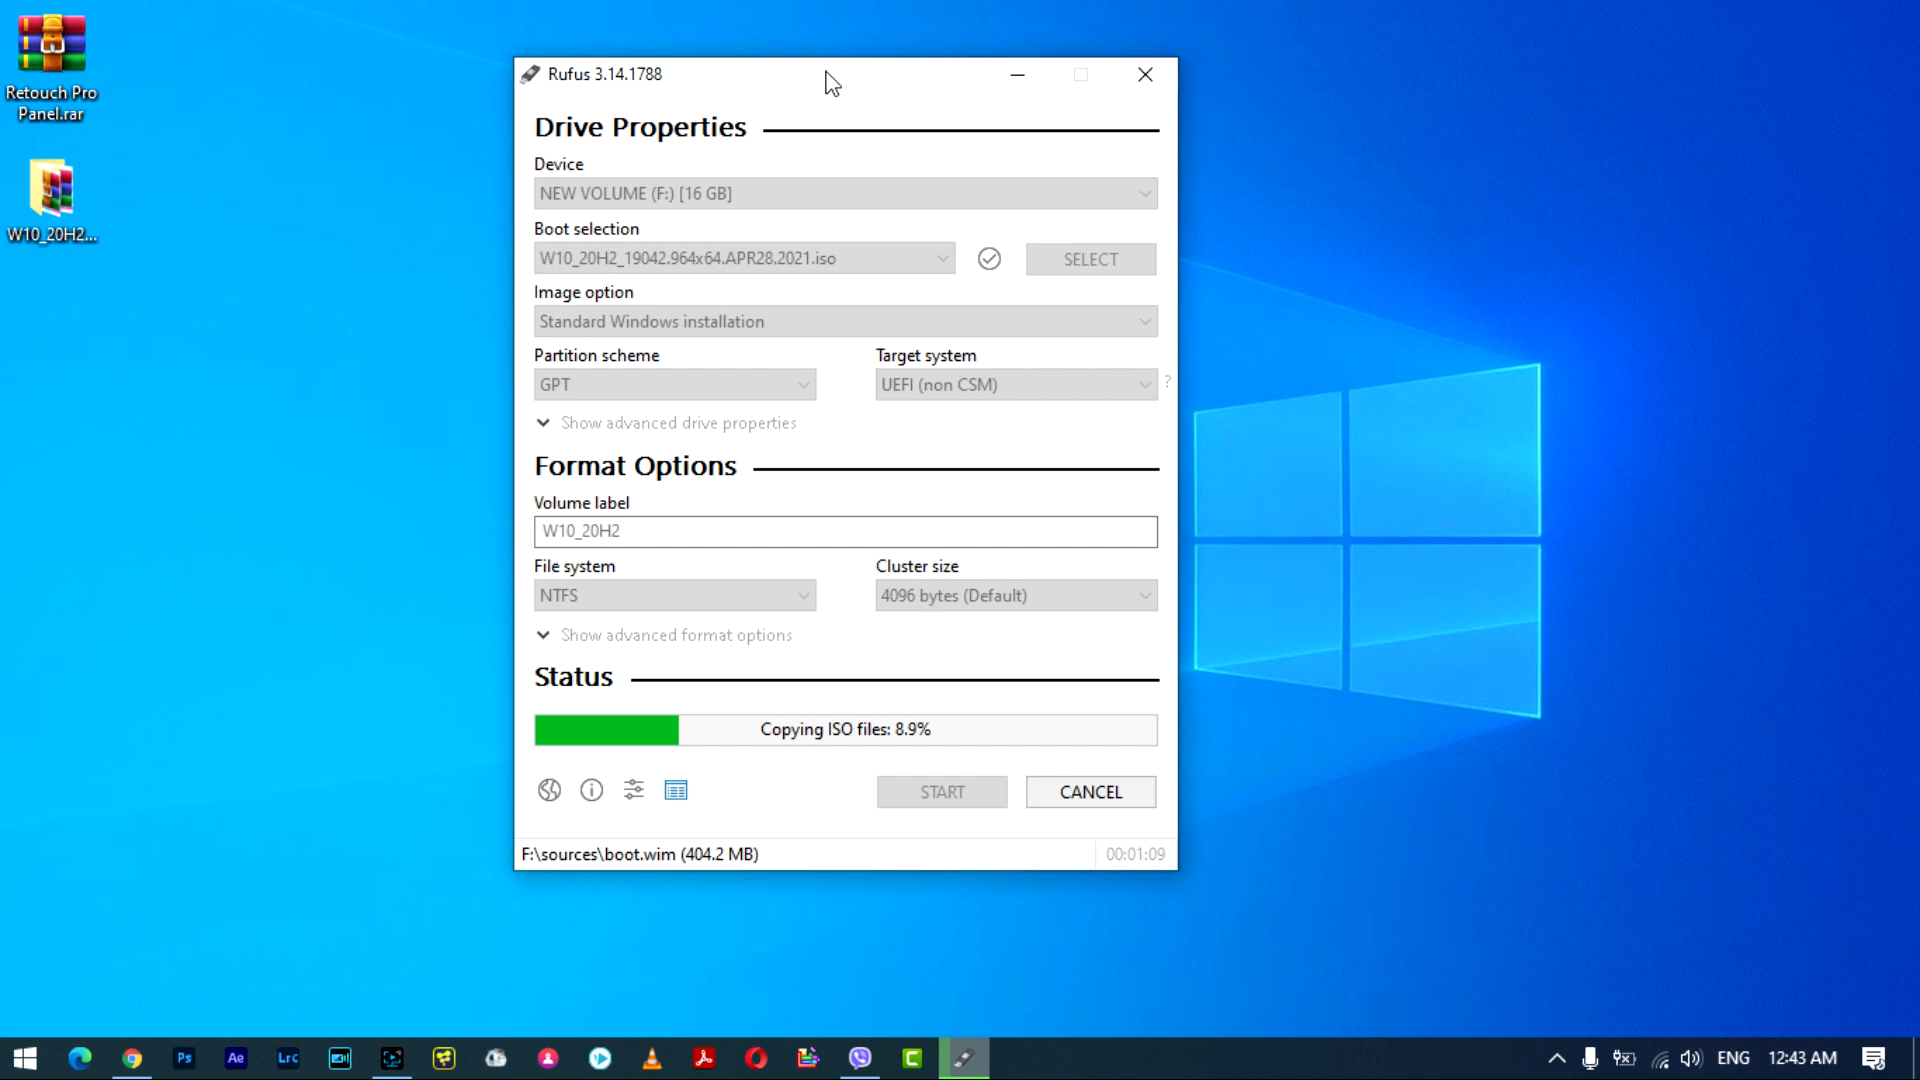 Retouch Pro
Panel.rar
W10_20H2...
Rufus 3.14.1788
Drive Properties
Device
NEW VOLUME (F:) [16 GB]
Boot selection
W10_20H2_19042.964x64.APR28.2021.iso
SELECT
Image option
Standard Windows installation
Partition scheme
Target system
GPT
UEFI (non CSM)
?
Show advanced drive properties
Format Options
Volume label
W10_20H2
File system
Cluster size
NTFS
4096 bytes (Default)
Show advanced format options
Status
Copying ISO files: 8.9%
START
CANCEL
F:\sources\boot.wim (404.2 MB)
00:01:09
Ps
Ae
Lrc
ENG
12:43 AM